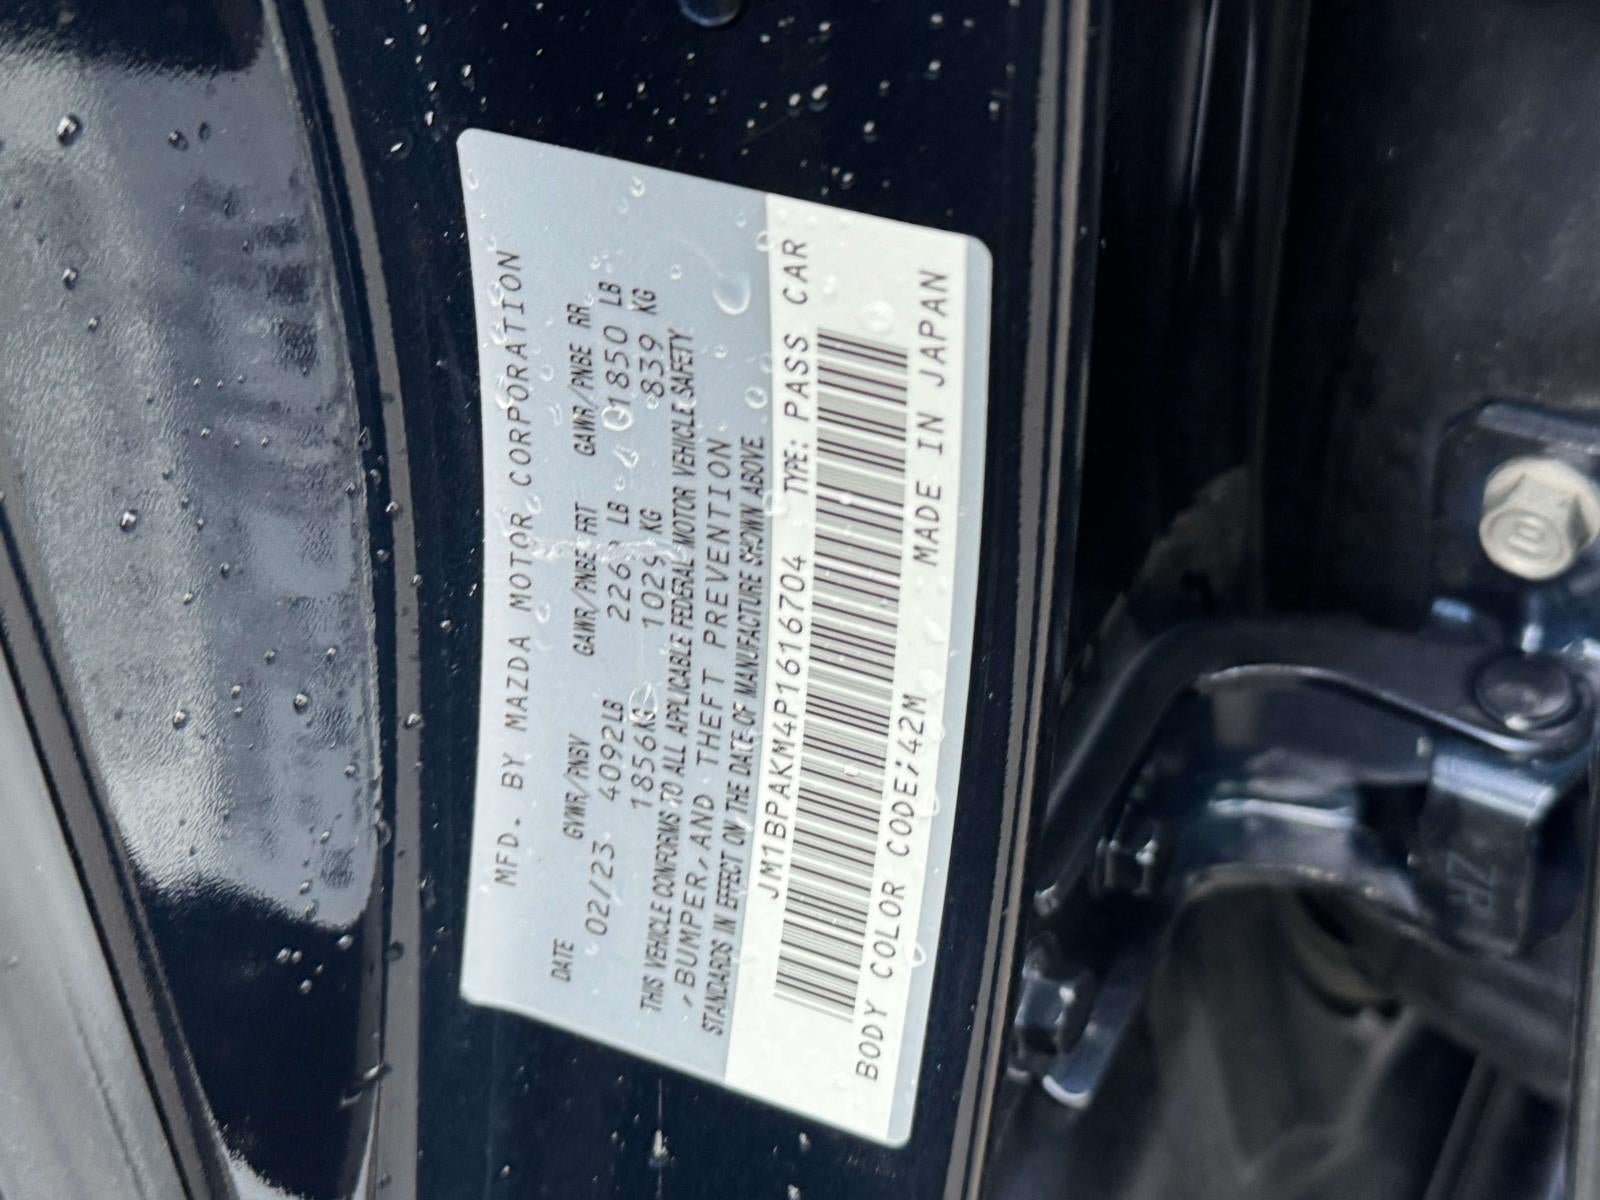 MFD. BY MAZDA MOTOR CORPORATION
DATE GVWR/PNBV GAWR/PNBE FRT GAWR/PNBE RR
02/23 4092LB LB 1850 LB
1856KG 1029 KG 839 KG
THIS VEHICLE CONFORMS TO ALL APPLICABLE FEDERAL MOTOR VEHICLE SAFETY
,BUMPER,AND THEFT PREVENTION
STANDARDS IN EFFECT ON THE DATE OF MANUFACTURE SHOWN ABOVE
JM1BPAKM4P1616704 TYPE: PASS CAR
BODY COLOR CODE;42M MADE IN JAPAN
ZP